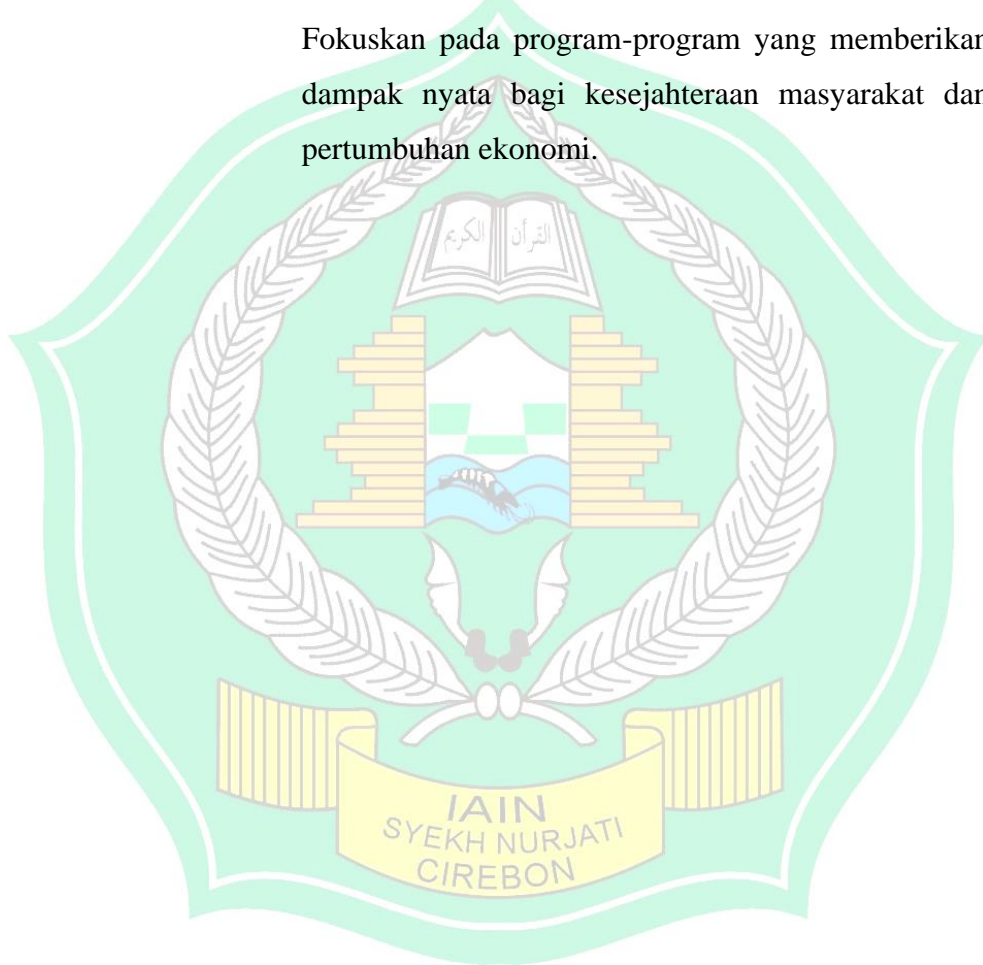 Fokuskan pada program-program yang memberikan
dampak nyata bagi kesejahteraan masyarakat dan
pertumbuhan ekonomi.
القرآن الكريم
IAIN
SYEKH NURJATI
CIREBON